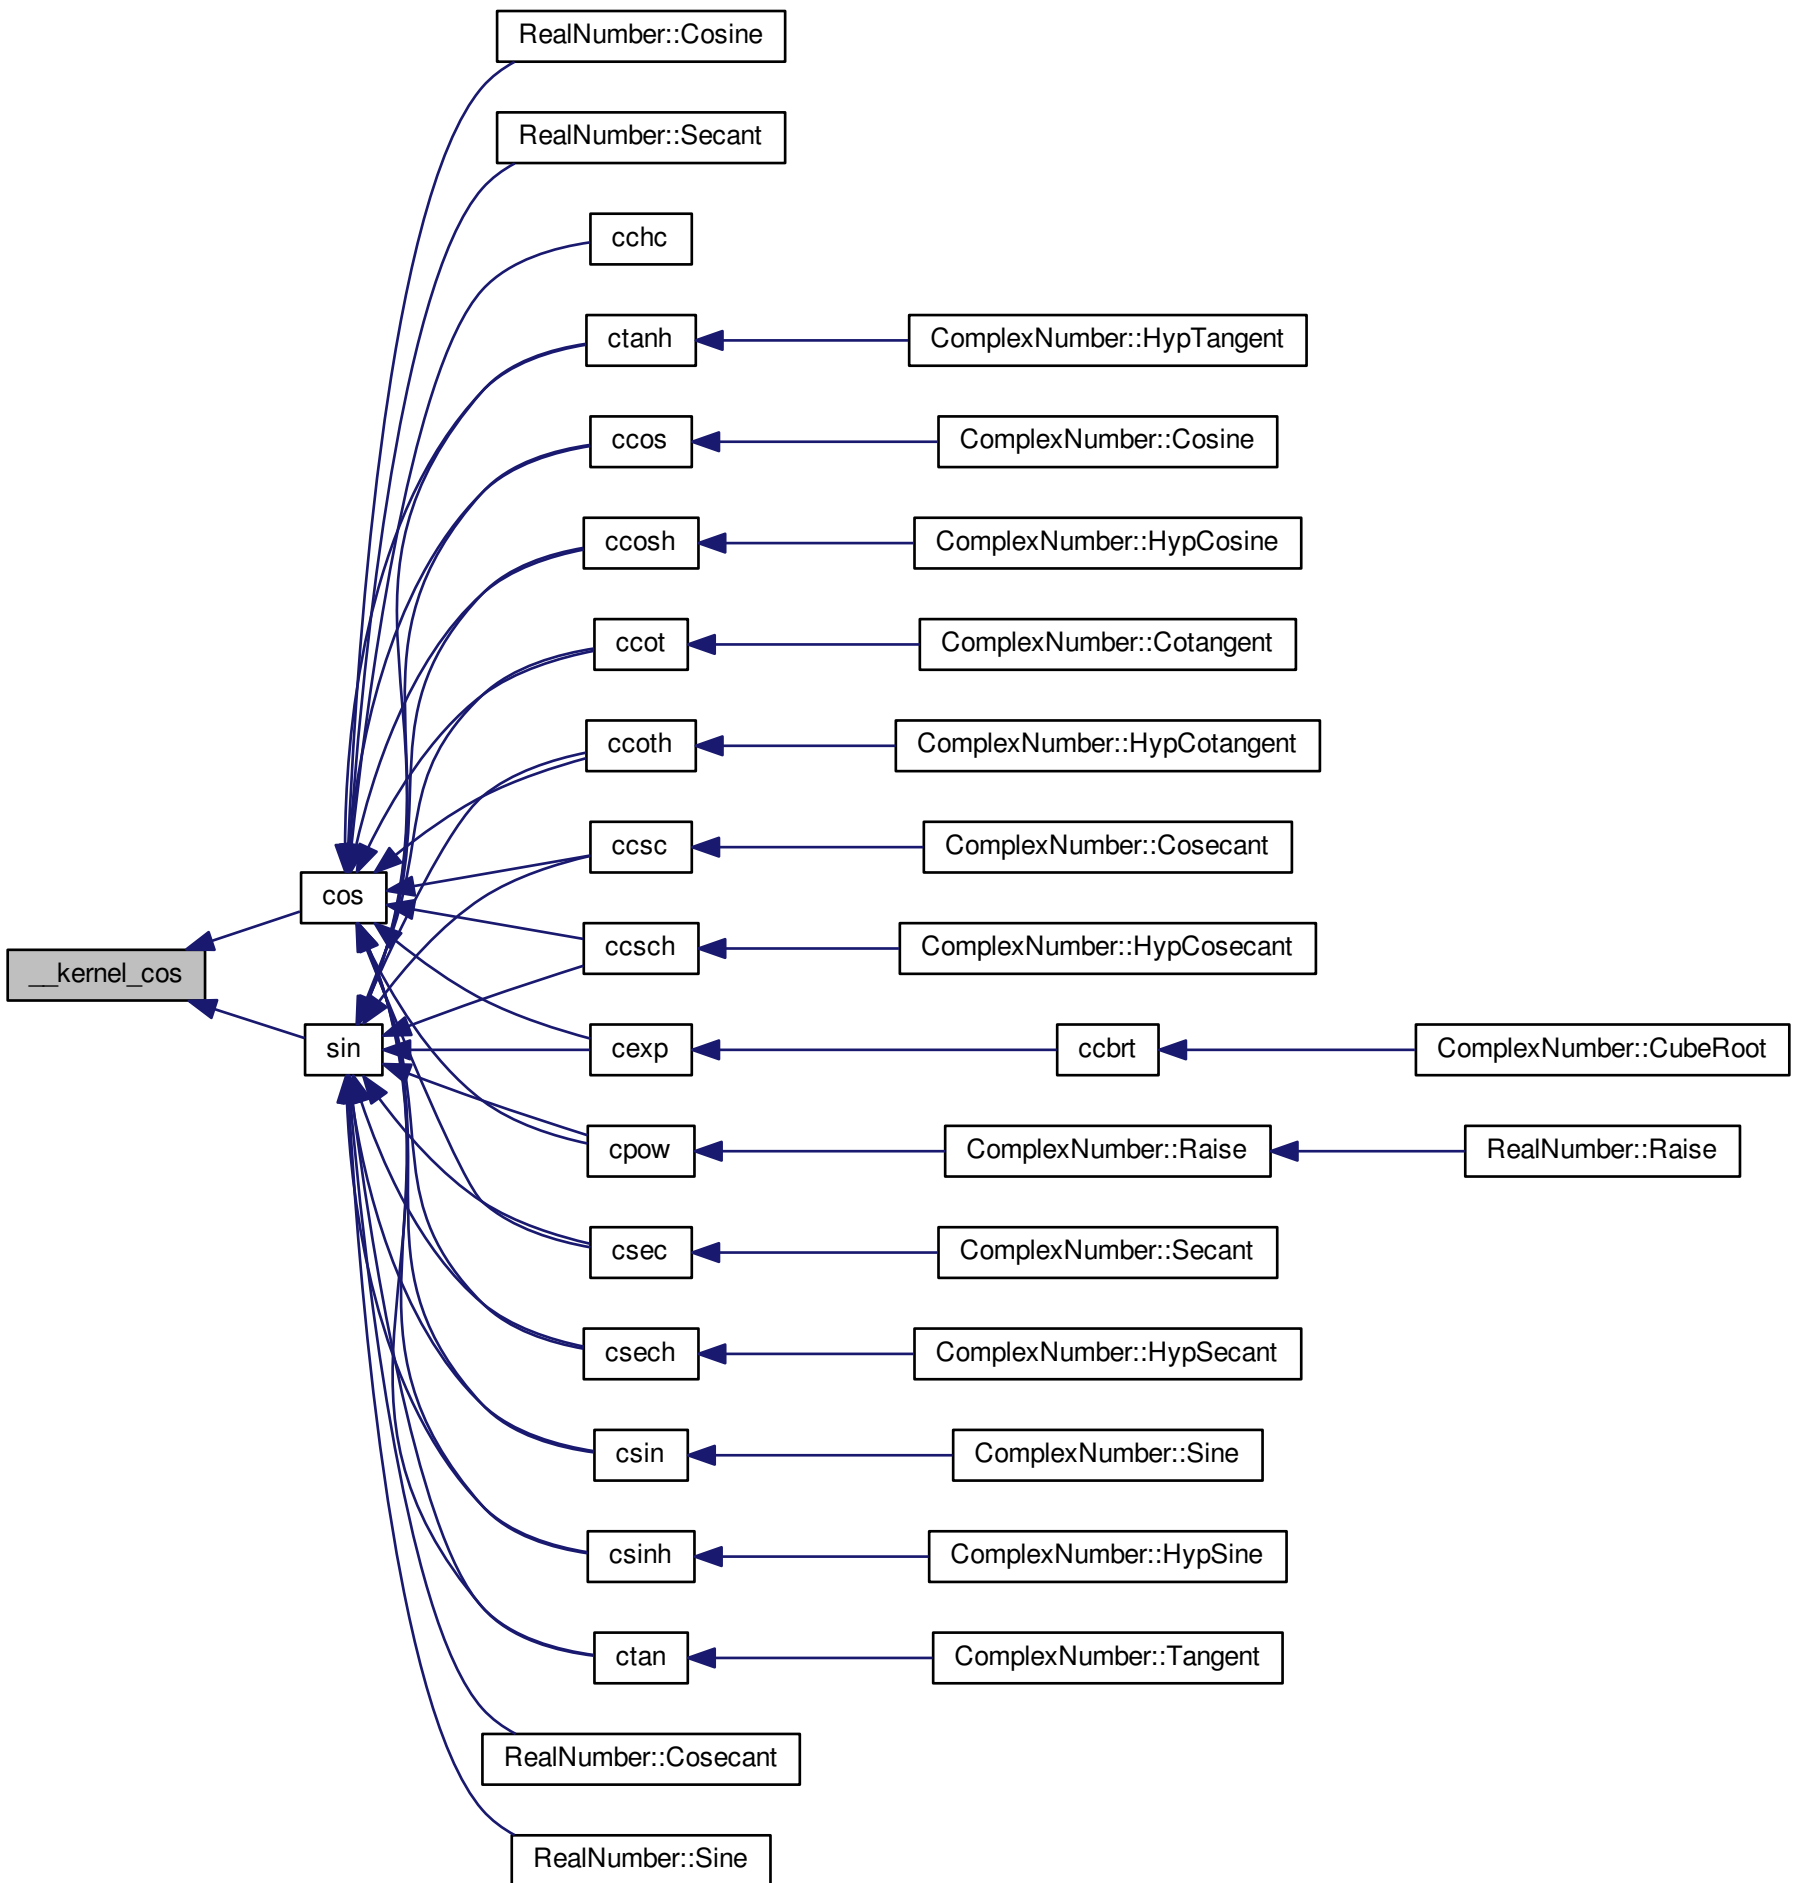 RealNumber::Cosine
RealNumber::Secant
cchc
ctanh
ComplexNumber::HypTangent
ccos
ComplexNumber::Cosine
ccosh
ComplexNumber::HypCosine
ccot
ComplexNumber::Cotangent
ccoth
ComplexNumber::HypCotangent
ccsc
ComplexNumber::Cosecant
cos
ccsch
ComplexNumber::HypCosecant
__kernel_cos
sin
cexp
ccbrt
ComplexNumber::CubeRoot
cpow
ComplexNumber::Raise
RealNumber::Raise
csec
ComplexNumber::Secant
csech
ComplexNumber::HypSecant
csin
ComplexNumber::Sine
csinh
ComplexNumber::HypSine
ctan
ComplexNumber::Tangent
RealNumber::Cosecant
RealNumber::Sine